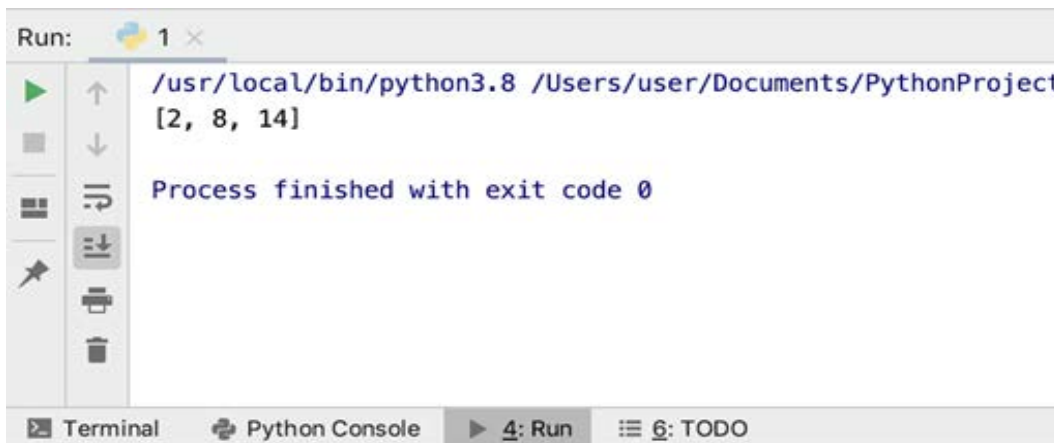 Run: 1
/usr/local/bin/python3.8 /Users/user/Documents/PythonProject
[2, 8, 14]
Process finished with exit code 0
Terminal Python Console 4: Run 6: TODO